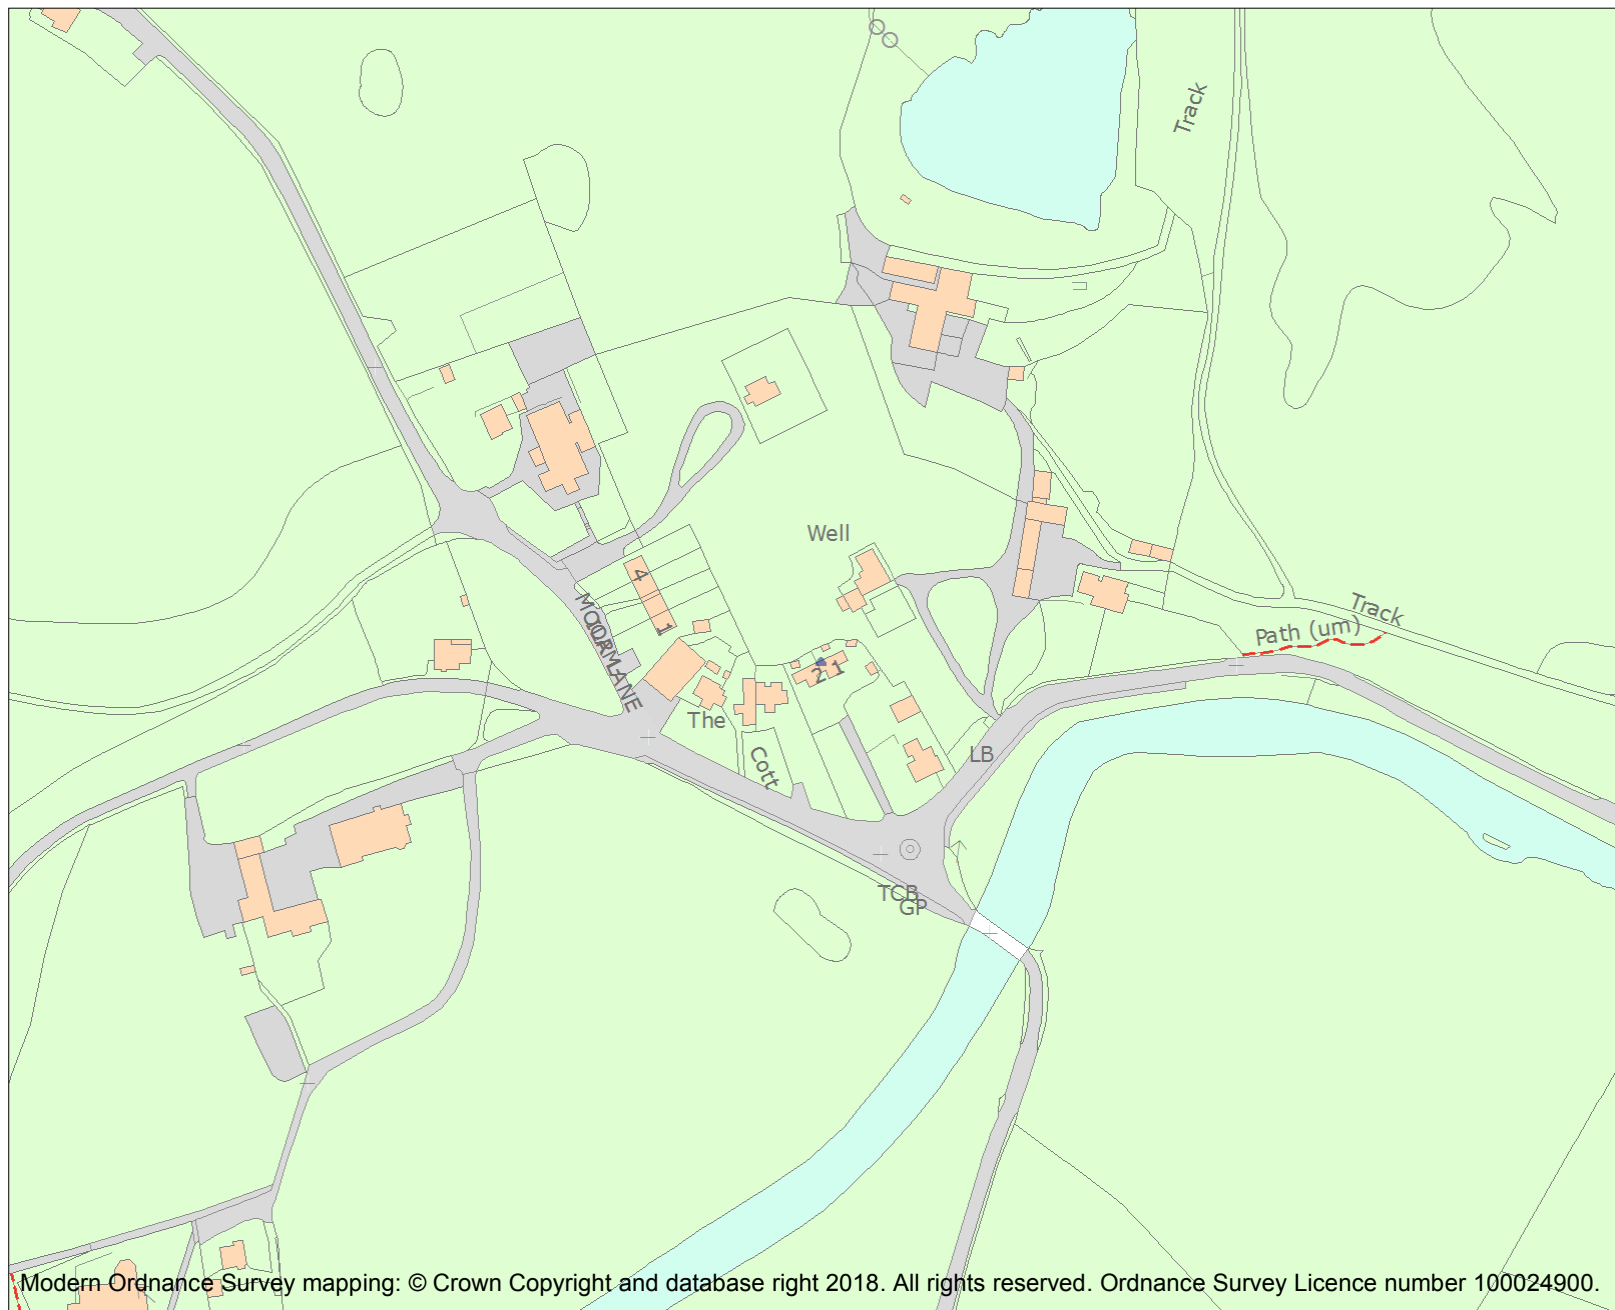 Track
Well
4
1
MOOR LANE
Track
Path (um)
2 1
The
Cott
LB
TCB
GP
Modern Ordnance Survey mapping: © Crown Copyright and database right 2018. All rights reserved. Ordnance Survey Licence number 100024900.